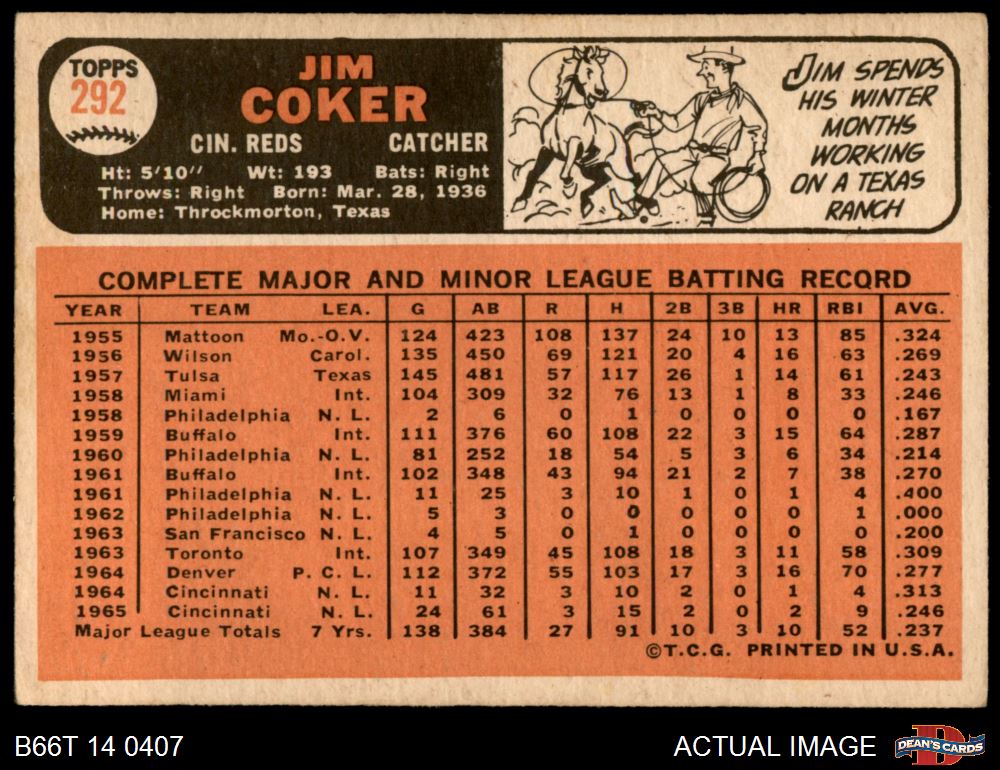 TOPPS
292
JIM
COKER
CIN. REDS CATCHER
Ht: 5'10" Wt: 193 Bats: Right
Throws: Right Born: Mar. 28, 1936
Home: Throckmorton, Texas
JIM SPENDS
HIS WINTER
MONTHS
WORKING
ON A TEXAS
RANCH
COMPLETE MAJOR AND MINOR LEAGUE BATTING RECORD
YEAR TEAM LEA. G AB R H 2B 3B HR RBI AVG.
1955 Mattoon Mo.-O.V. 124 423 108 137 24 10 13 85 .324
1956 Wilson Carol. 135 450 69 121 20 4 16 63 .269
1957 Tulsa Texas 145 481 57 117 26 1 14 61 .243
1958 Miami Int. 104 309 32 76 13 1 8 33 .246
1958 Philadelphia N. L. 2 6 0 1 0 0 0 0 .167
1959 Buffalo Int. 111 376 60 108 22 3 15 64 .287
1960 Philadelphia N. L. 81 252 18 54 5 3 6 34 .214
1961 Buffalo Int. 102 348 43 94 21 2 7 38 .270
1961 Philadelphia N. L. 11 25 3 10 1 0 1 4 .400
1962 Philadelphia N. L. 5 3 0 0 0 0 0 1 .000
1963 San Francisco N. L. 4 5 0 1 0 0 0 0 .200
1963 Toronto Int. 107 349 45 108 18 3 11 58 .309
1964 Denver P. C. L. 112 372 55 103 17 3 16 70 .277
1964 Cincinnati N. L. 11 32 3 10 2 0 1 4 .313
1965 Cincinnati N. L. 24 61 3 15 2 0 2 9 .246
Major League Totals 7 Yrs. 138 384 27 91 10 3 10 52 .237
©T.C.G. PRINTED IN U.S.A.
B66T 14 0407
ACTUAL IMAGE
DEAN'S CARDS